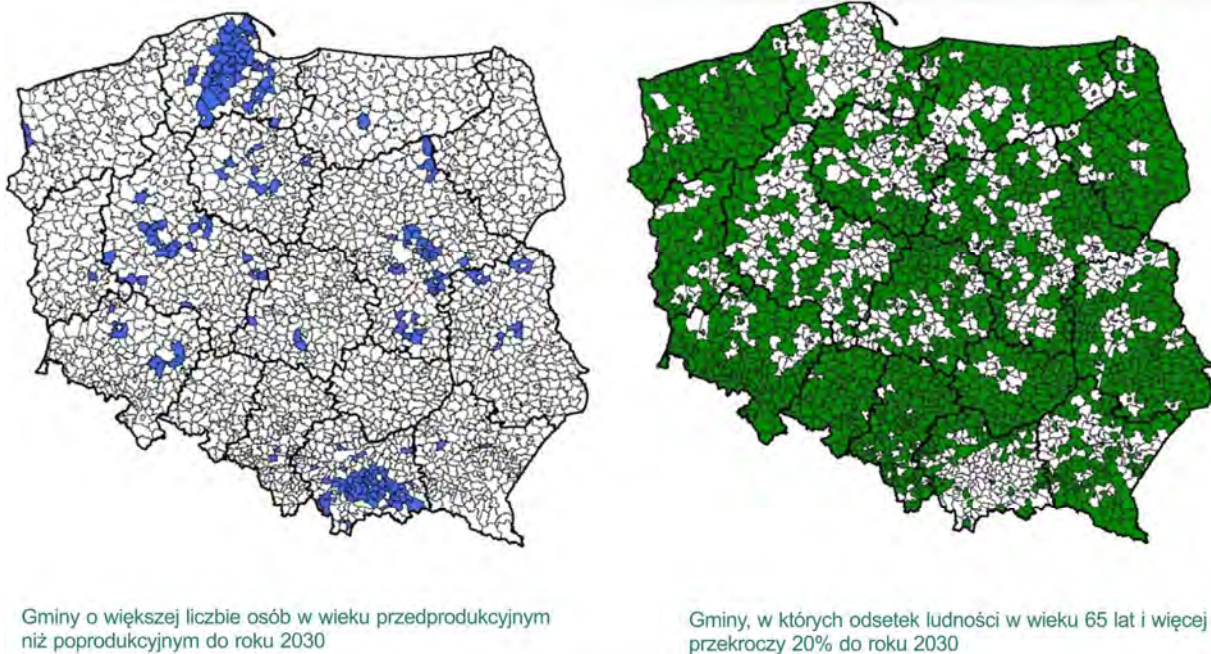 Gminy o większej liczbie osób w wieku przedprodukcyjnym
niż poprodukcyjnym do roku 2030
Gminy, w których odsetek ludności w wieku 65 lat i więcej
przekroczy 20% do roku 2030